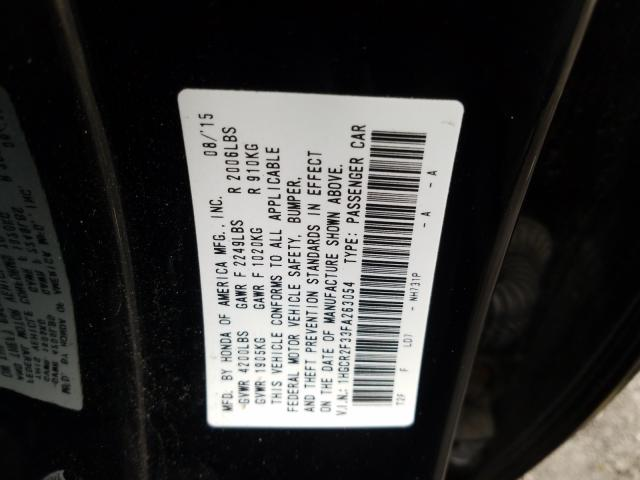 MFD. BY HONDA OF AMERICA MFG., INC. 08/'15
GVWR 4200LBS GAWR F 2249LBS R 2006LBS
GVWR 1905KG GAWR F 1020KG R 910KG
THIS VEHICLE CONFORMS TO ALL APPLICABLE
FEDERAL MOTOR VEHICLE SAFETY, BUMPER,
AND THEFT PREVENTION STANDARDS IN EFFECT
ON THE DATE OF MANUFACTURE SHOWN ABOVE.
V.I.N.: 1HGCR2F33FA263054 TYPE: PASSENGER CAR
T2F F LD7 - NH731P - A - A